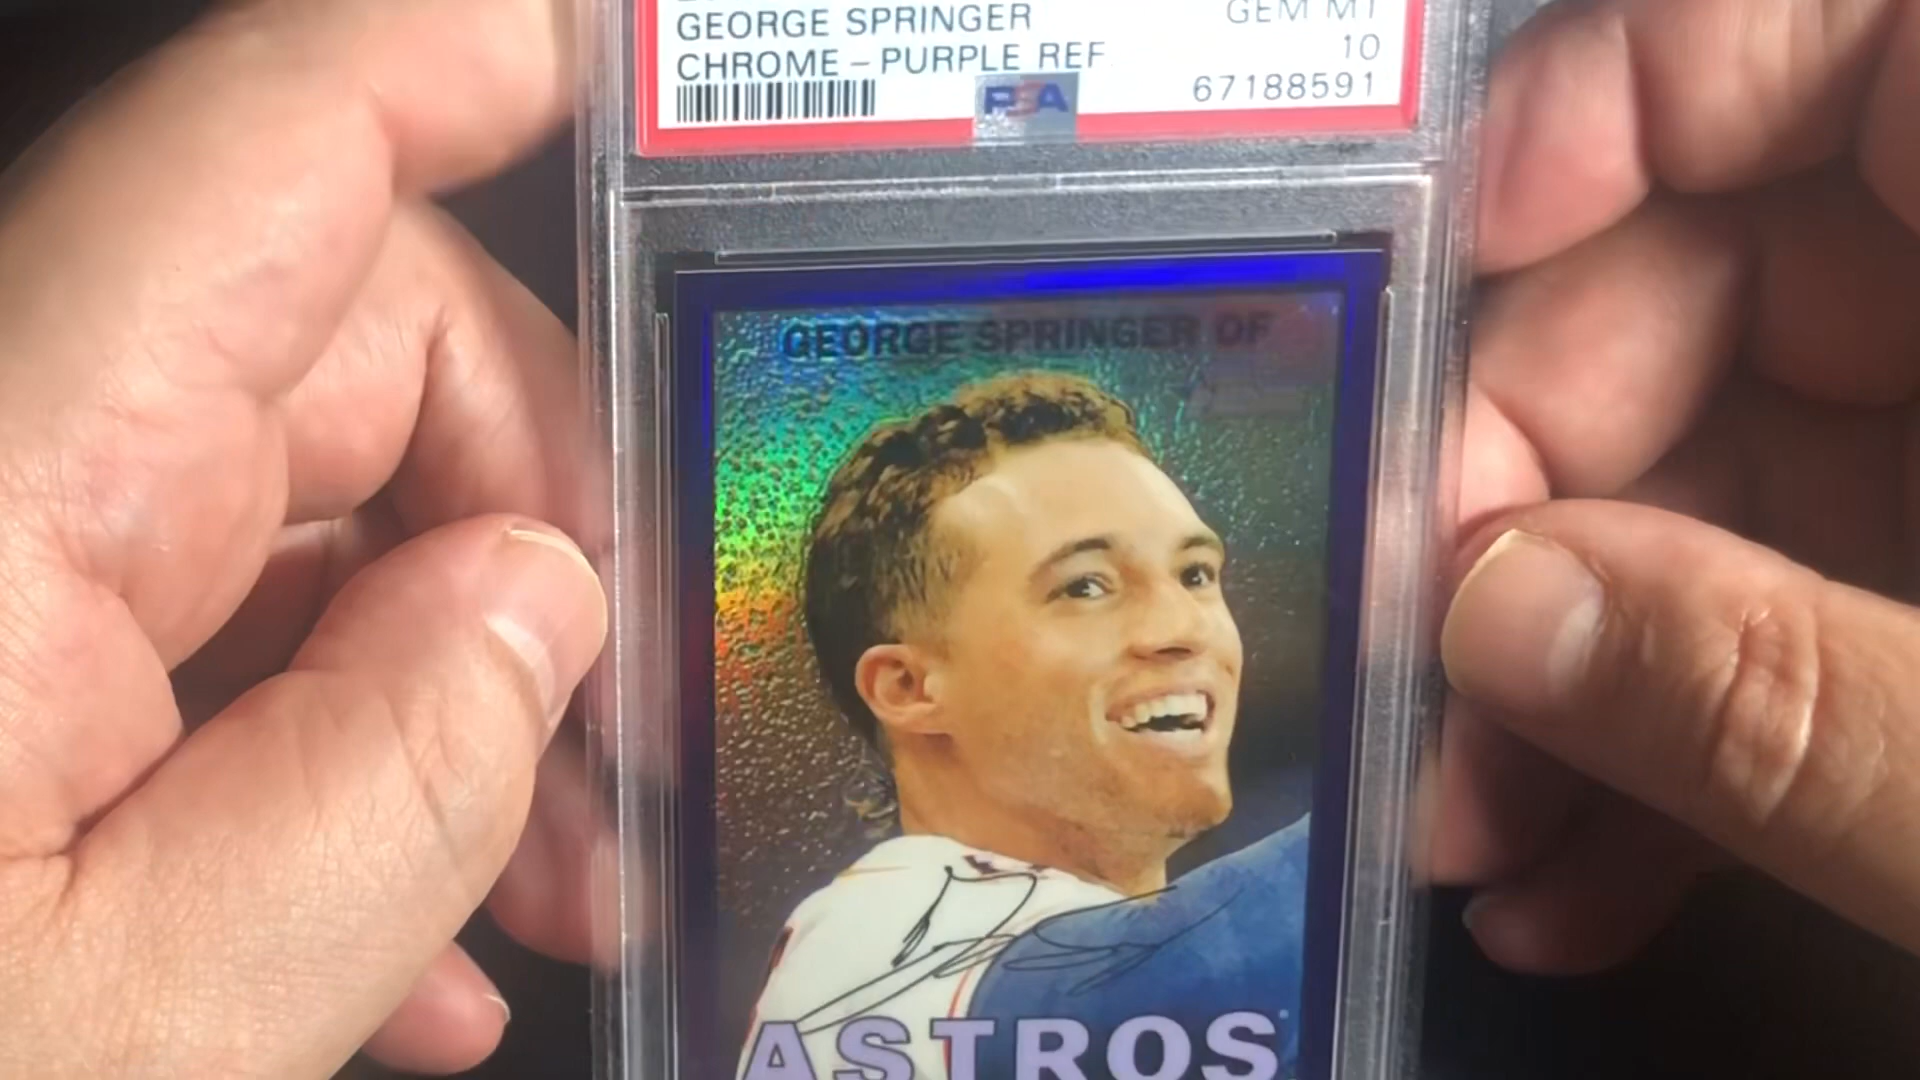 GEORGE SPRINGER GEM MT
CHROME – PURPLE REF. 10
67188591
PSA
GEORGE SPRINGER OF
ASTROS